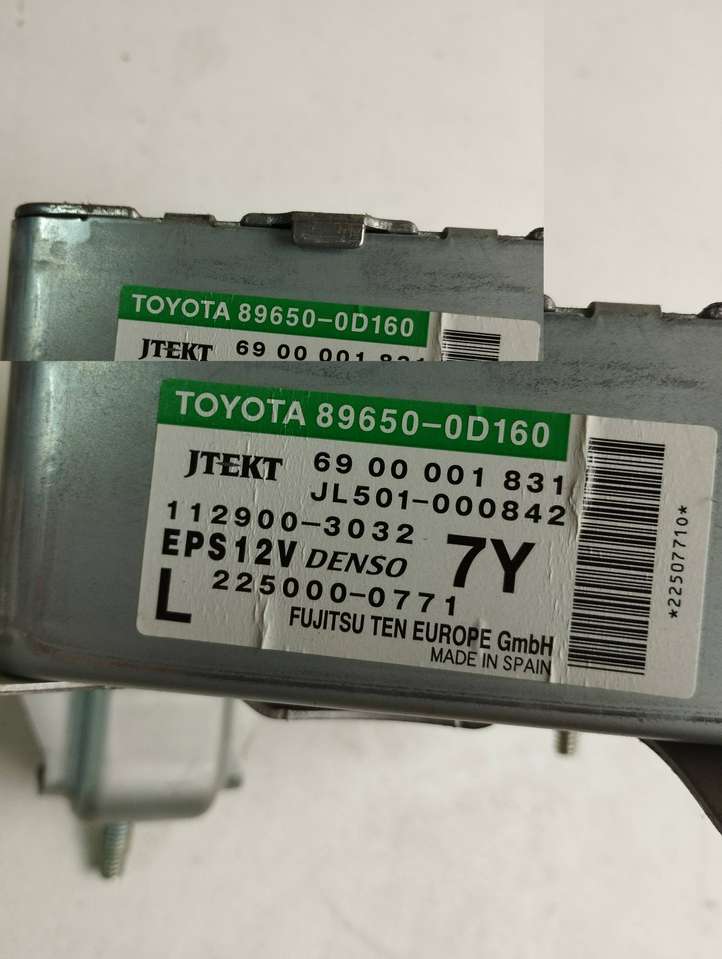 TOYOTA 89650-0D160
JTEKT 69 00 001 831
TOYOTA 89650-0D160
JTEKT 69 00 001 831
JL501-000842
112900-3032
EPS12V DENSO 7Y
L 225000-0771
FUJITSU TEN EUROPE GmbH
MADE IN SPAIN
*22507710*